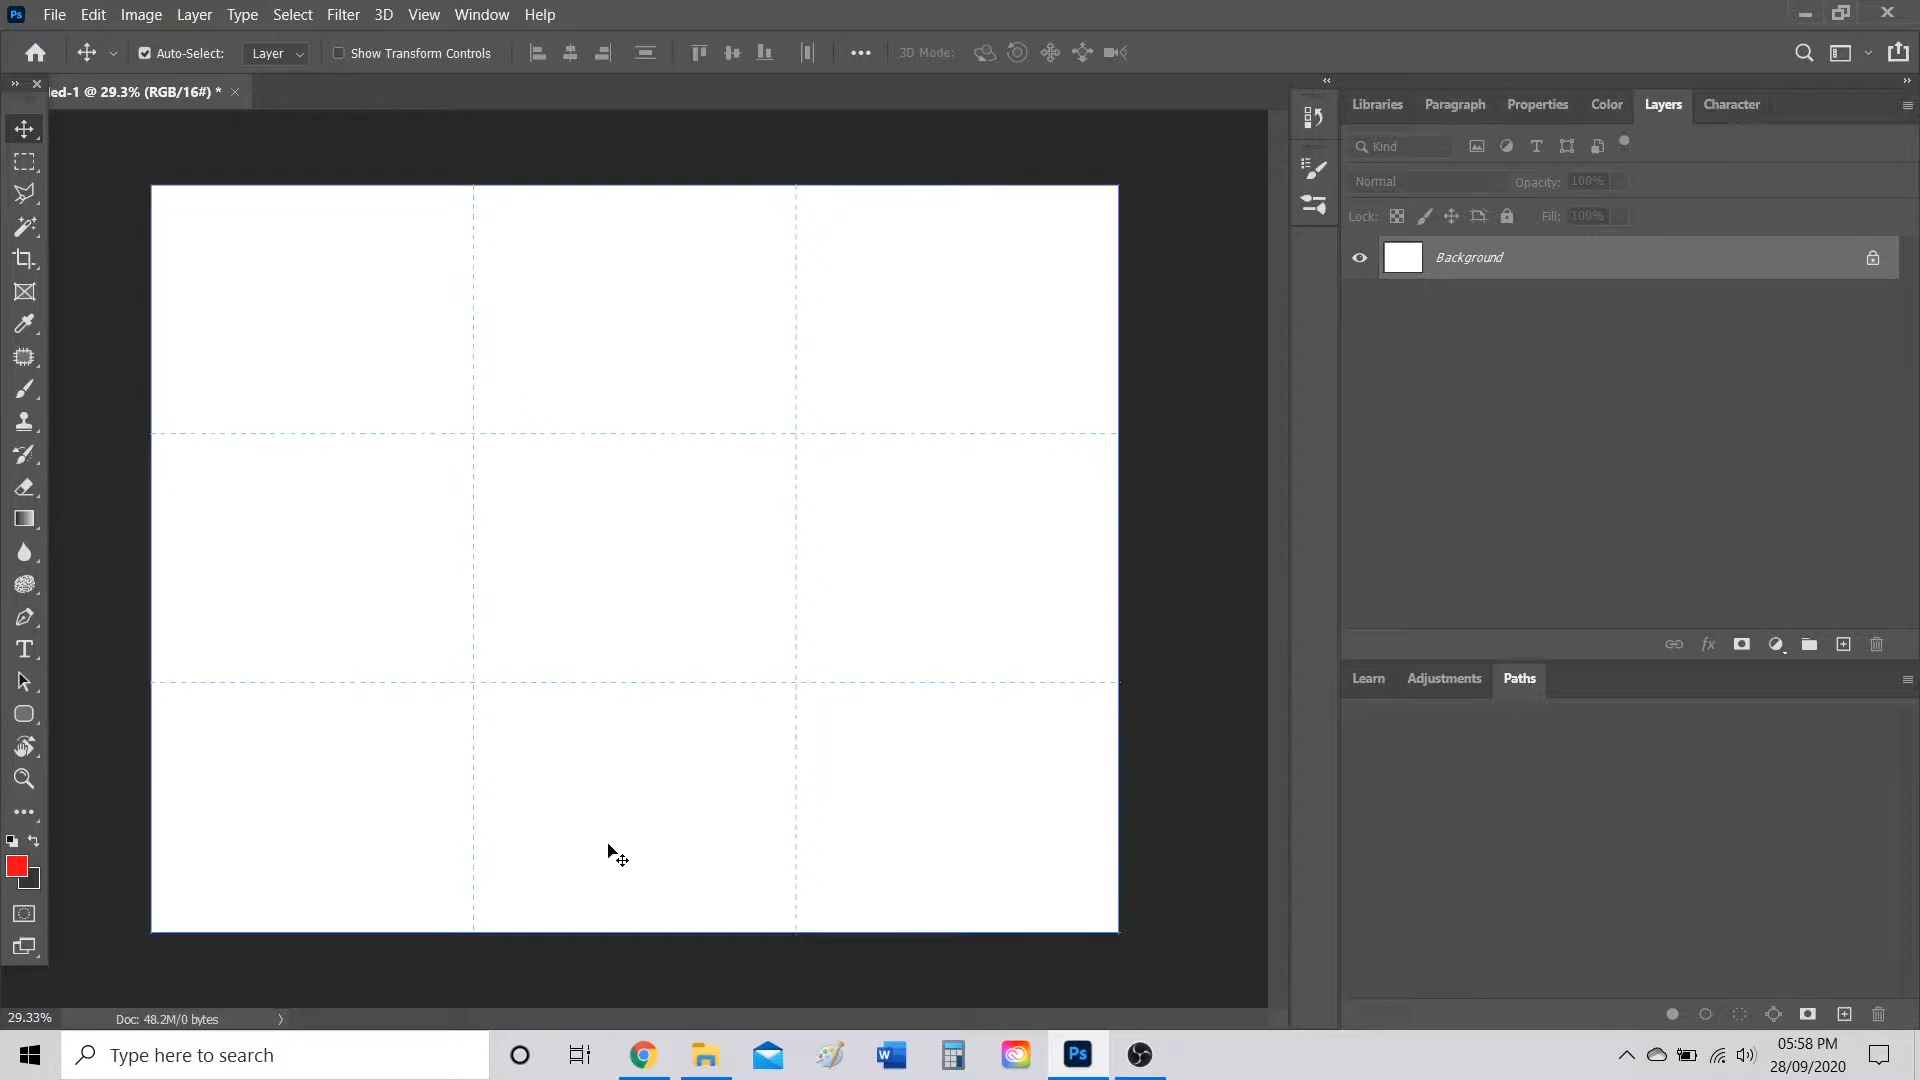 Ps File Edit Image Layer Type Select Filter 3D View Window Help
Auto-Select: Layer Show Transform Controls 3D Mode:
led-1 @ 29.3% (RGB/16#) *
Libraries Paragraph Properties Color Layers Character
Kind
Normal Opacity: 100%
Lock: Fill: 100%
Background
Learn Adjustments Paths
29.33% Doc: 48.2M/0 bytes
Type here to search
Ps
05:58 PM
28/09/2020